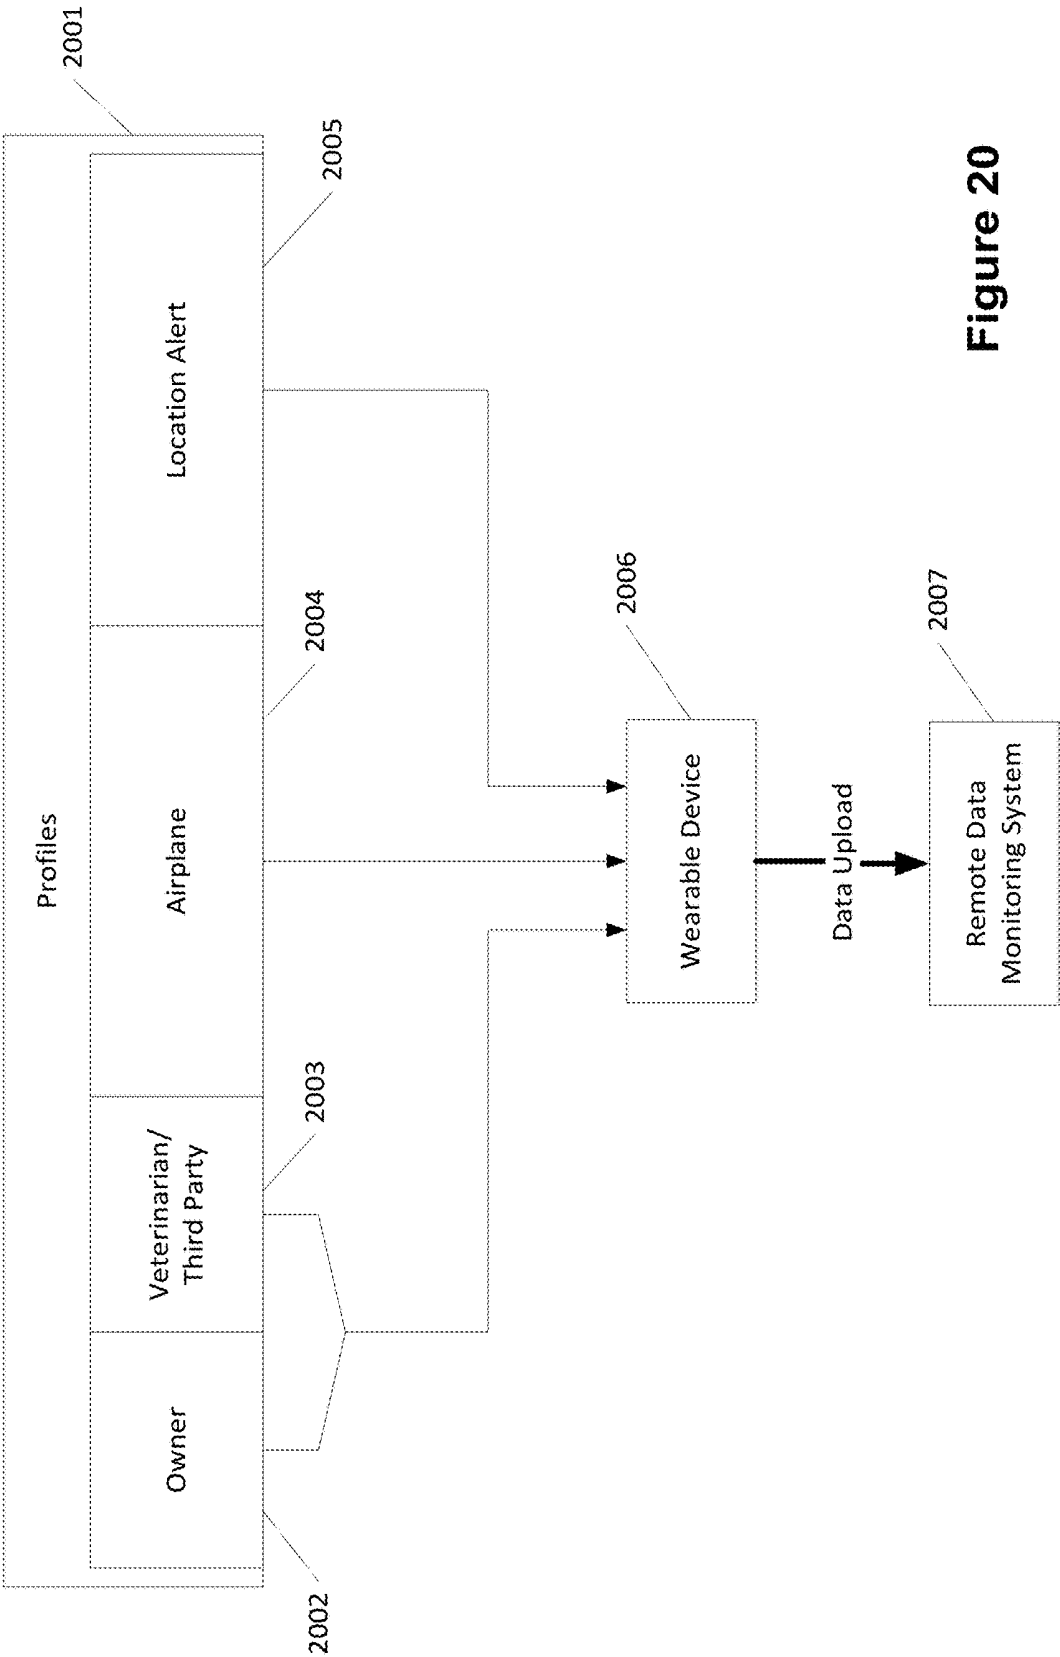 Profiles
2001
Owner
Veterinarian/
Third Party
Airplane
Location Alert
2002
2003
2004
2005
Wearable Device
2006
Data Upload
Remote Data
Monitoring System
2007
Figure 20